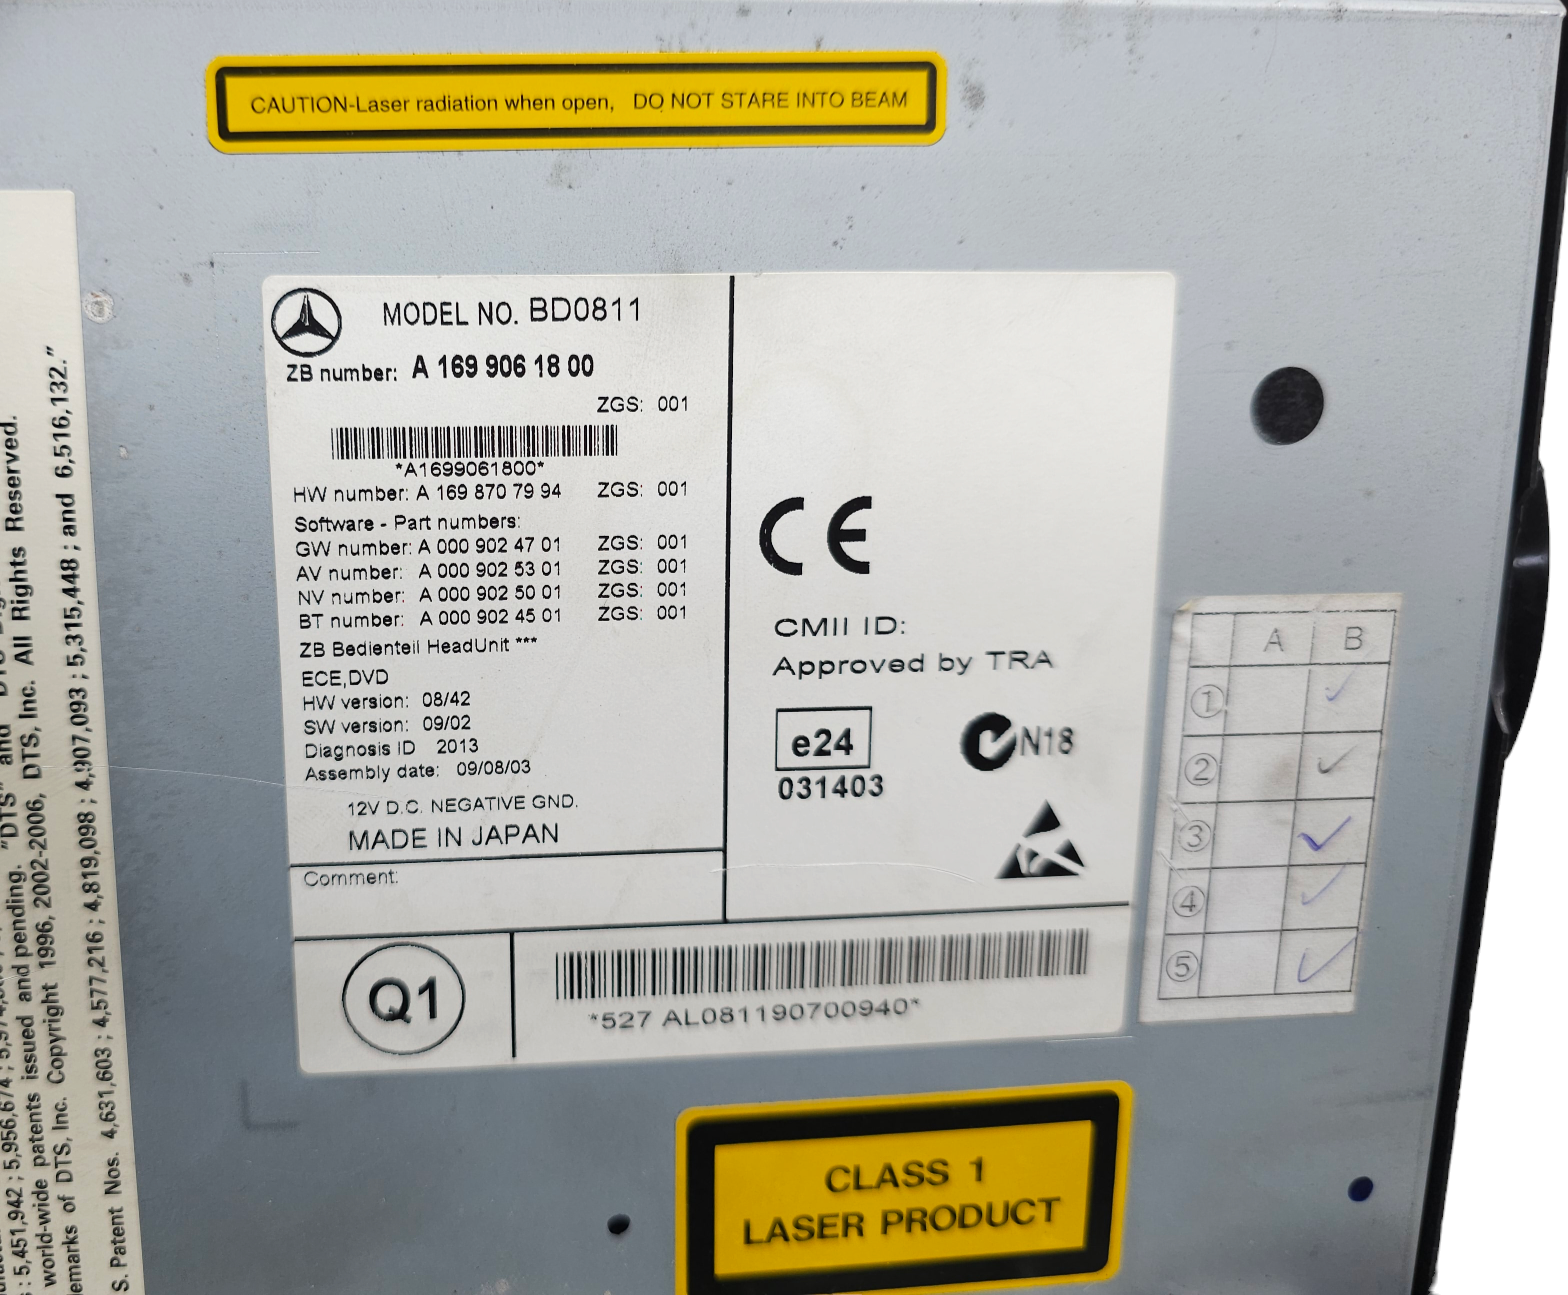 CAUTION-Laser radiation when open, DO NOT STARE INTO BEAM
MODEL NO. BD0811
ZB number: A 169 906 18 00
ZGS: 001
*A1699061800*
HW number: A 169 870 79 94 ZGS: 001
Software - Part numbers:
GW number: A 000 902 47 01 ZGS: 001
AV number: A 000 902 53 01 ZGS: 001
NV number: A 000 902 50 01 ZGS: 001
BT number: A 000 902 45 01 ZGS: 001
ZB Bedienteil HeadUnit ***
ECE,DVD
HW version: 08/42
SW version: 09/02
Diagnosis ID 2013
Assembly date: 09/08/03
12V D.C. NEGATIVE GND.
MADE IN JAPAN
Comment:
Q1
*527 AL081190700940*
CE
CMII ID:
Approved by TRA
e24
031403
N18
A B
①
②
③
④
⑤
CLASS 1
LASER PRODUCT
; 5,451,942 ; 5,956,674 ;
world-wide patents issued and pending. "DTS" and
of DTS, Inc. Copyright 1996, 2002-2006, DTS, Inc. All Rights Reserved.
S. Patent Nos. 4,631,603 ; 4,577,216 ; 4,819,098 ; 4,907,093 ; 5,315,448 ; and 6,516,132."